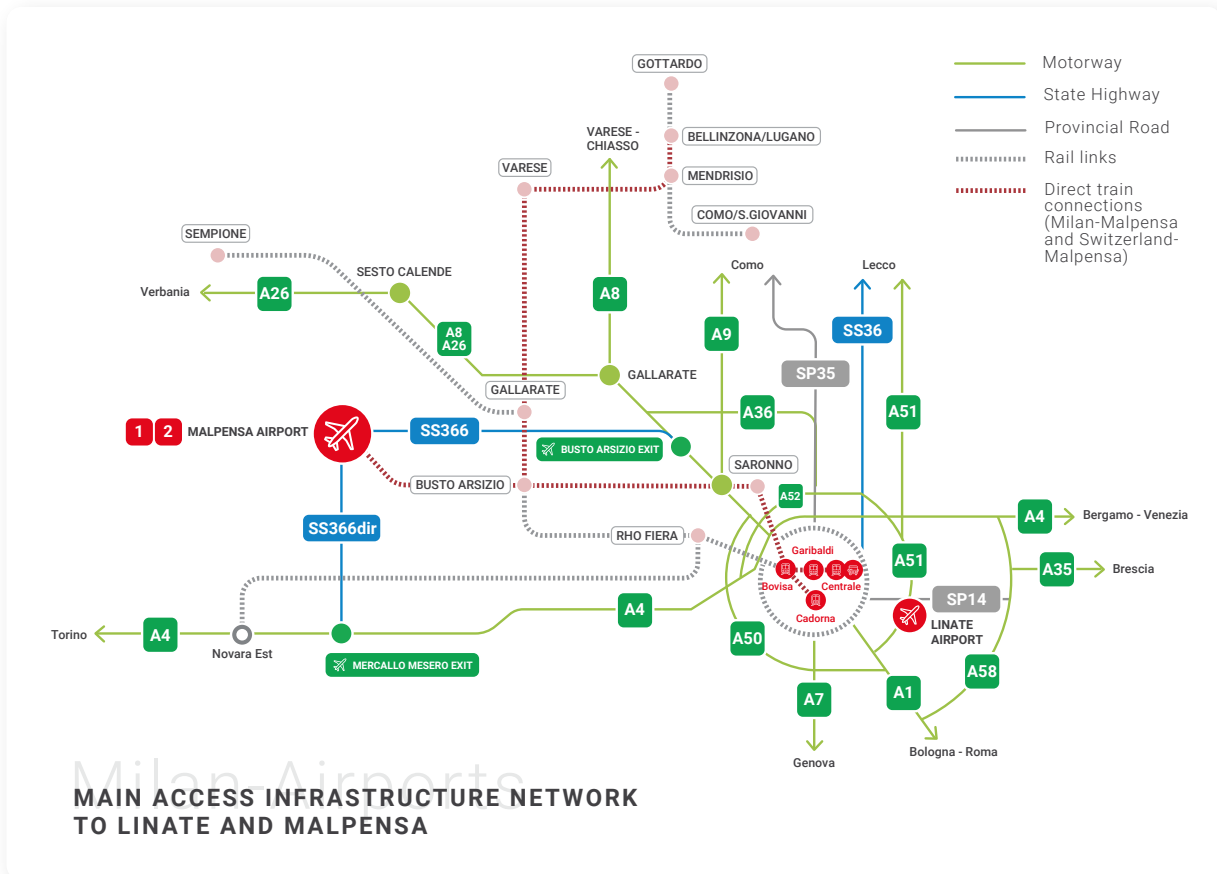 GOTTARDO
Motorway
State Highway
VARESE -
CHIASSO
BELLINZONA/LUGANO
Provincial Road
Rail links
VARESE
MENDRISIO
Direct train
connections
(Milan-Malpensa
and Switzerland-
Malpensa)
COMO/S.GIOVANNI
SEMPIONE
SESTO CALENDE
Como
Lecco
Verbania
A26
A8
A9
SS36
A8
A26
SP35
GALLARATE
GALLARATE
A36
A51
1 2 MALPENSA AIRPORT
SS366
BUSTO ARSIZIO EXIT
SARONNO
BUSTO ARSIZIO
A52
SS366dir
A4
Bergamo - Venezia
RHO FIERA
Garibaldi
A51
A35
Brescia
Bovisa
Centrale
SP14
Cadorna
LINATE
AIRPORT
A4
Torino
A4
A50
Novara Est
MERCALLO MESERO EXIT
A58
A7
A1
Bologna - Roma
Genova
Milan-Airports
MAIN ACCESS INFRASTRUCTURE NETWORK
TO LINATE AND MALPENSA